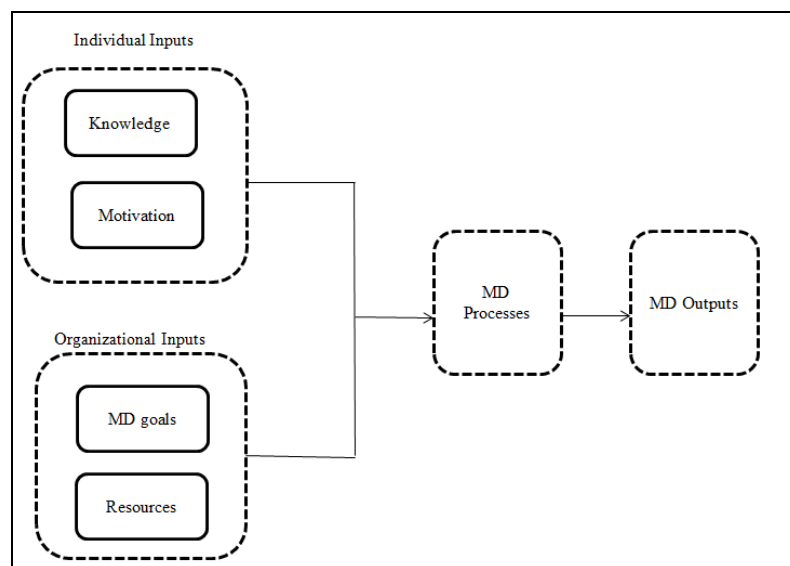 Individual Inputs
Knowledge
Motivation
Organizational Inputs
MD goals
Resources
MD
Processes
MD Outputs